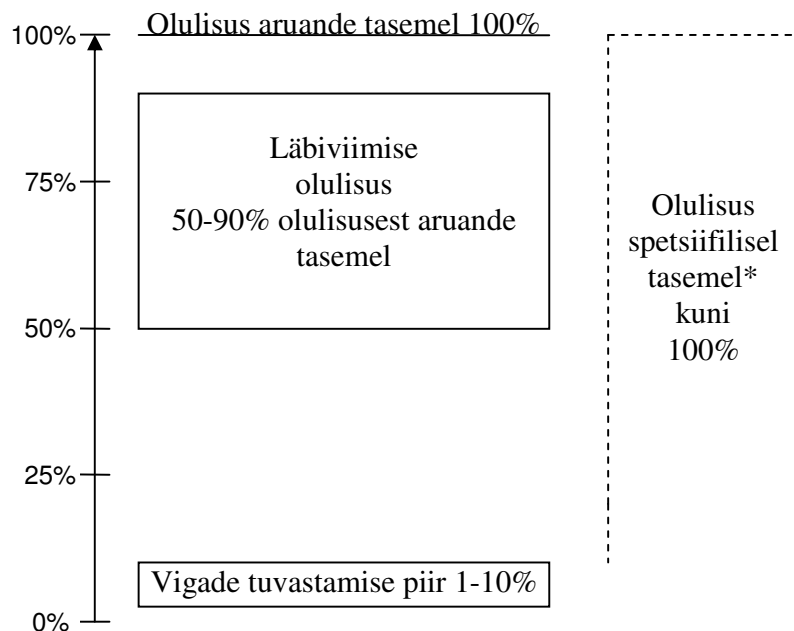 Olulisus aruande tasemel 100%
100%
Läbiviimise
olulisus
50-90% olulisusest aruande
tasemel
75%
Olulisus
spetsiifilisel
tasemel*
kuni
100%
50%
25%
Vigade tuvastamise piir 1-10%
0%